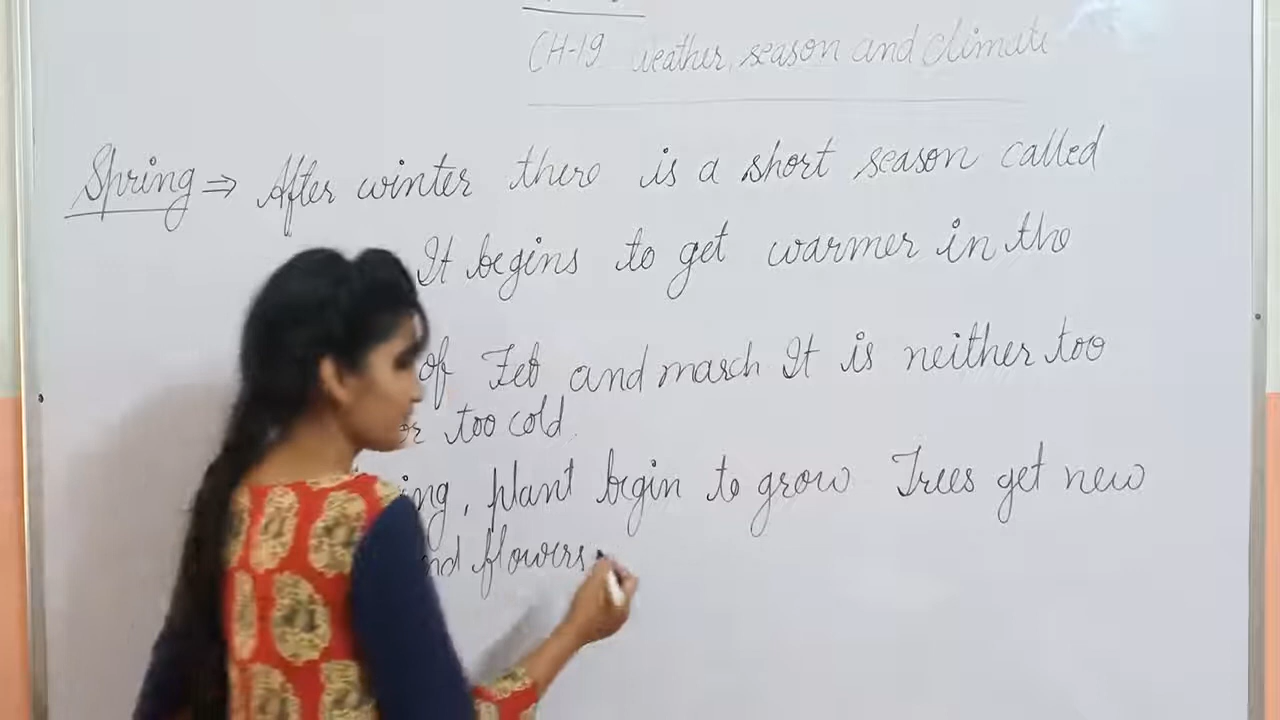 CH-19 weather, season and climate
Spring ⇒ After winter there is a short season called
It begins to get warmer in the
of Feb and march It is neither too
too cold.
plant begin to grow Trees get new
flowers